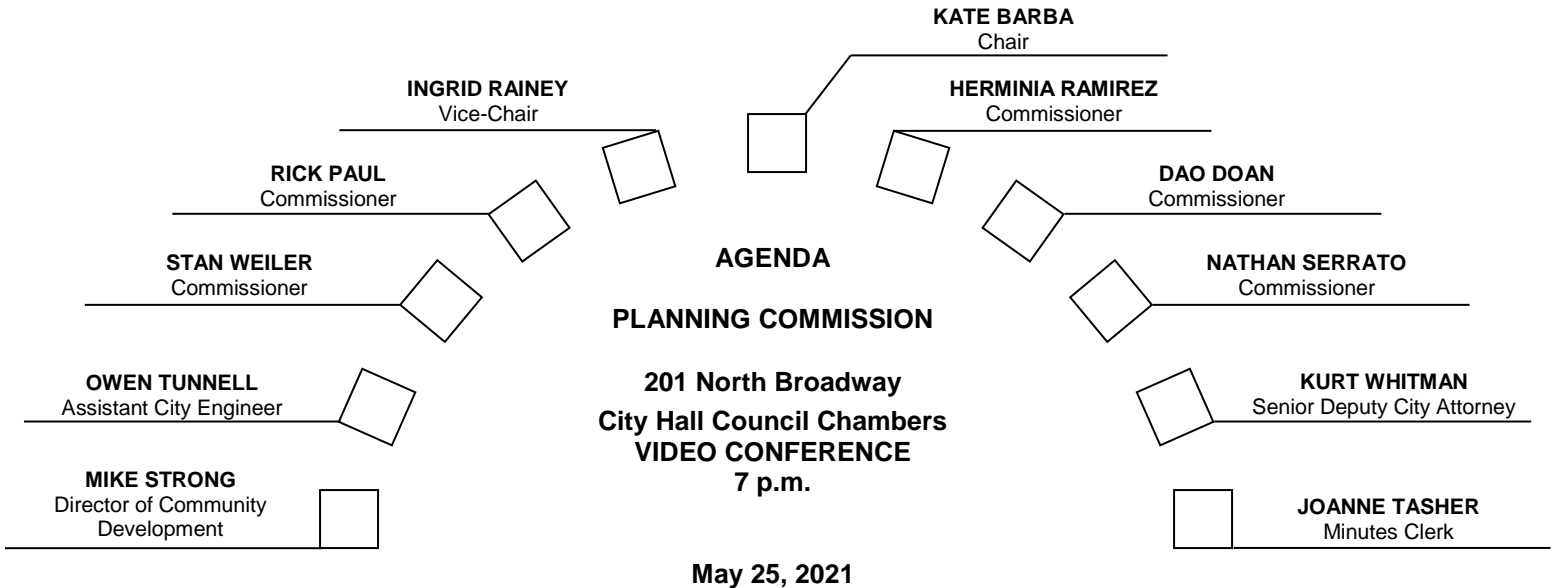 KATE BARBA
Chair
INGRID RAINEY
Vice-Chair
HERMINIA RAMIREZ
Commissioner
RICK PAUL
Commissioner
DAO DOAN
Commissioner
STAN WEILER
Commissioner
NATHAN SERRATO
Commissioner
OWEN TUNNELL
Assistant City Engineer
KURT WHITMAN
Senior Deputy City Attorney
MIKE STRONG
Director of Community
Development
JOANNE TASHER
Minutes Clerk
AGENDA
PLANNING COMMISSION
201 North Broadway
City Hall Council Chambers
VIDEO CONFERENCE
7 p.m.
May 25, 2021